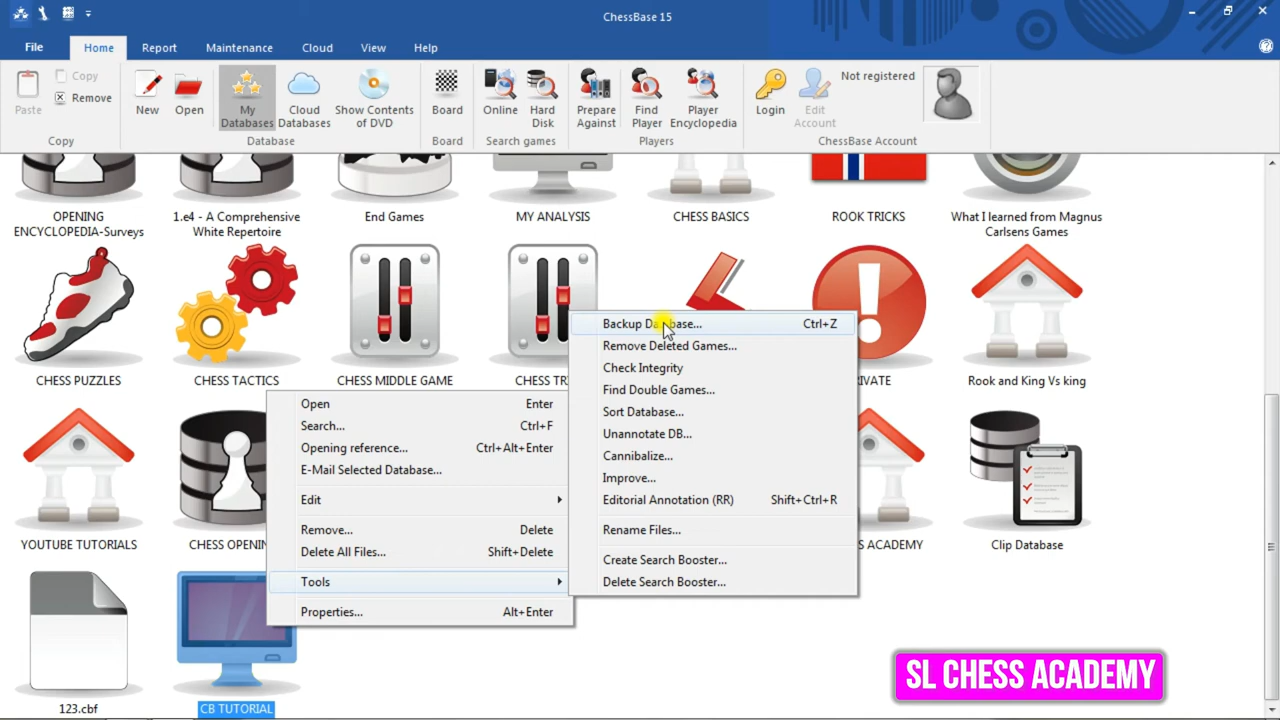 ChessBase 15
File Home Report Maintenance Cloud View Help
Paste
Copy
Remove
New
Open
My
Databases
Cloud
Databases
Show Contents
of DVD
Board
Online
Hard
Disk
Prepare
Against
Find
Player
Player
Encyclopedia
Login
Edit
Account
Not registered
Copy Database Board Search games Players ChessBase Account
OPENING
ENCYCLOPEDIA-Surveys
1.e4 - A Comprehensive
White Repertoire
End Games
MY ANALYSIS
CHESS BASICS
ROOK TRICKS
What I learned from Magnus
Carlsens Games
CHESS PUZZLES
CHESS TACTICS
CHESS MIDDLE GAME
CHESS TR
Rook and King Vs king
YOUTUBE TUTORIALS
CHESS OPENIN
ACADEMY
Clip Database
123.cbf
CB TUTORIAL
Open Enter
Search... Ctrl+F
Opening reference... Ctrl+Alt+Enter
E-Mail Selected Database...
Edit
Remove... Delete
Delete All Files... Shift+Delete
Tools
Properties... Alt+Enter
Backup Database... Ctrl+Z
Remove Deleted Games...
Check Integrity
Find Double Games...
Sort Database...
Unannotate DB...
Cannibalize...
Improve...
Editorial Annotation (RR) Shift+Ctrl+R
Rename Files...
Create Search Booster...
Delete Search Booster...
SL CHESS ACADEMY